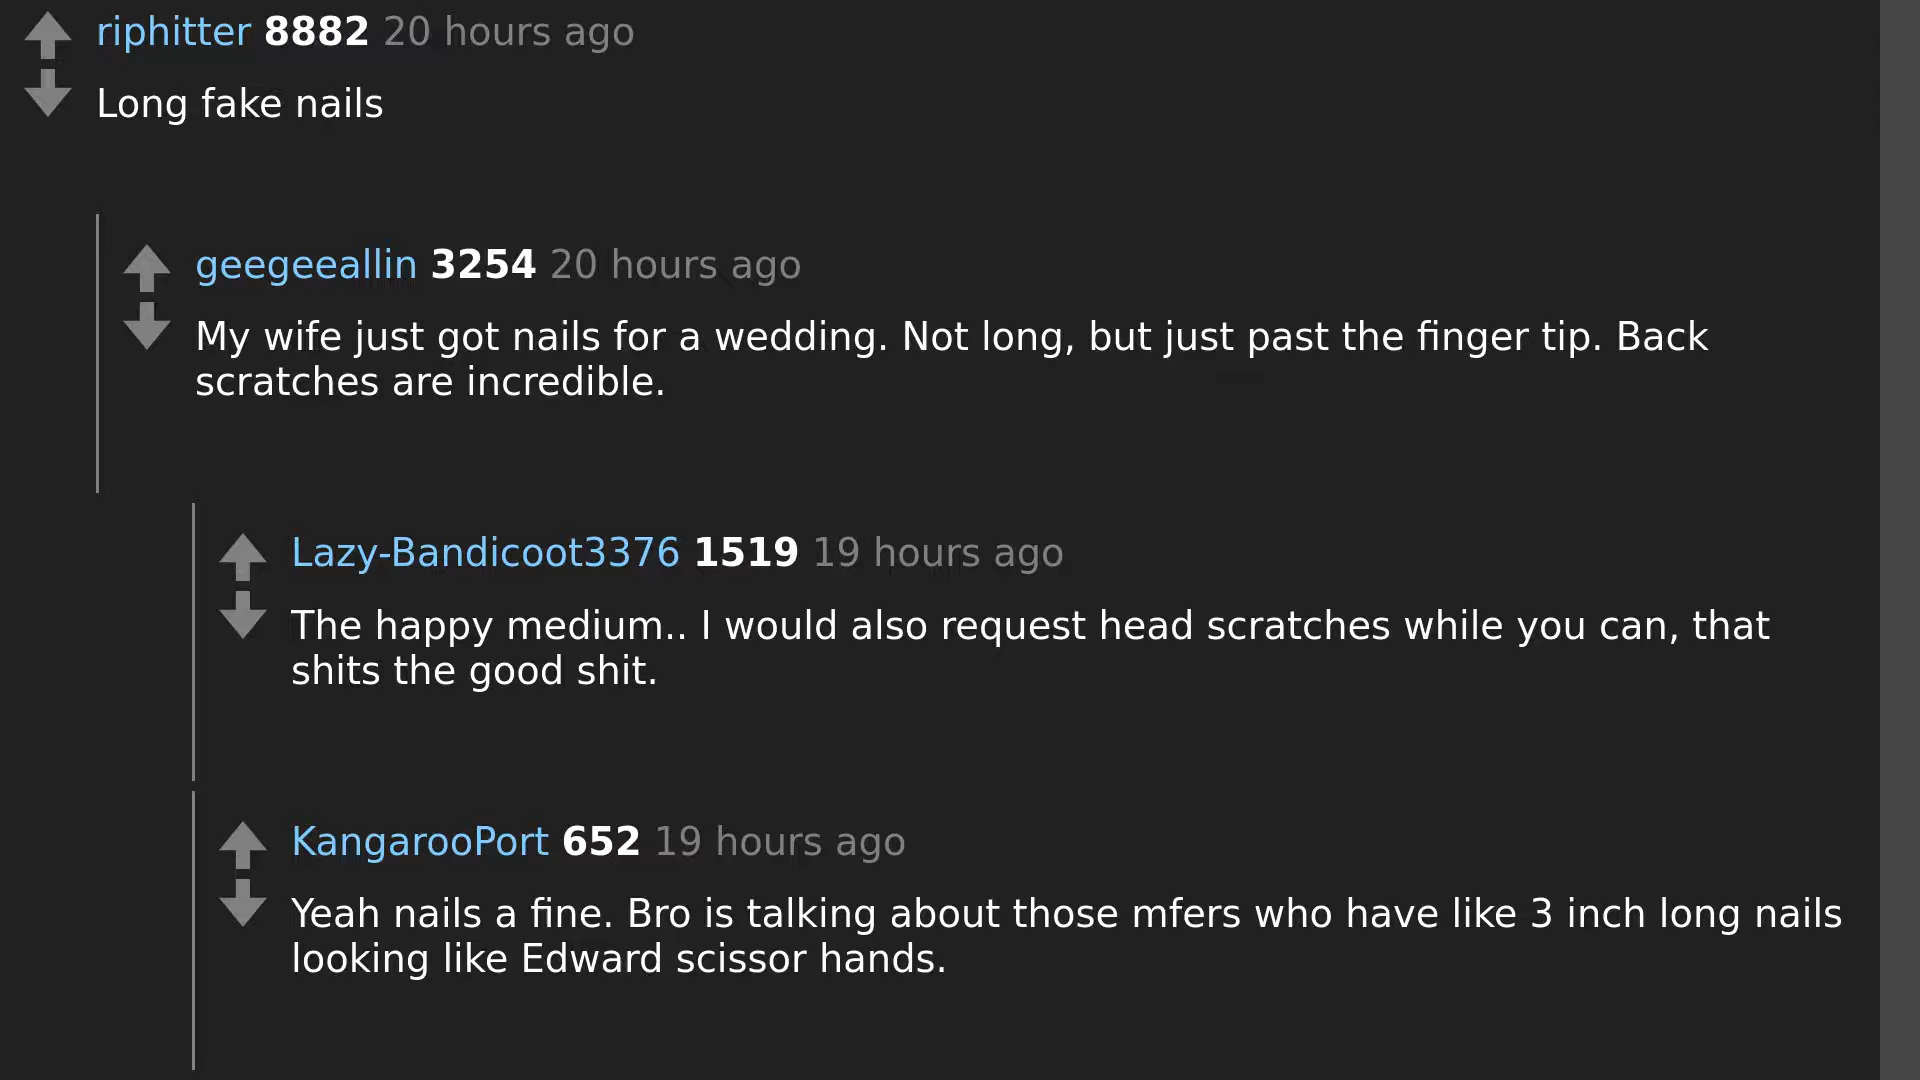 riphitter 8882 20 hours ago
Long fake nails
geegeeallin 3254 20 hours ago
My wife just got nails for a wedding. Not long, but just past the finger tip. Back
scratches are incredible.
Lazy-Bandicoot3376 1519 19 hours ago
The happy medium.. I would also request head scratches while you can, that
shits the good shit.
KangarooPort 652 19 hours ago
Yeah nails a fine. Bro is talking about those mfers who have like 3 inch long nails
looking like Edward scissor hands.